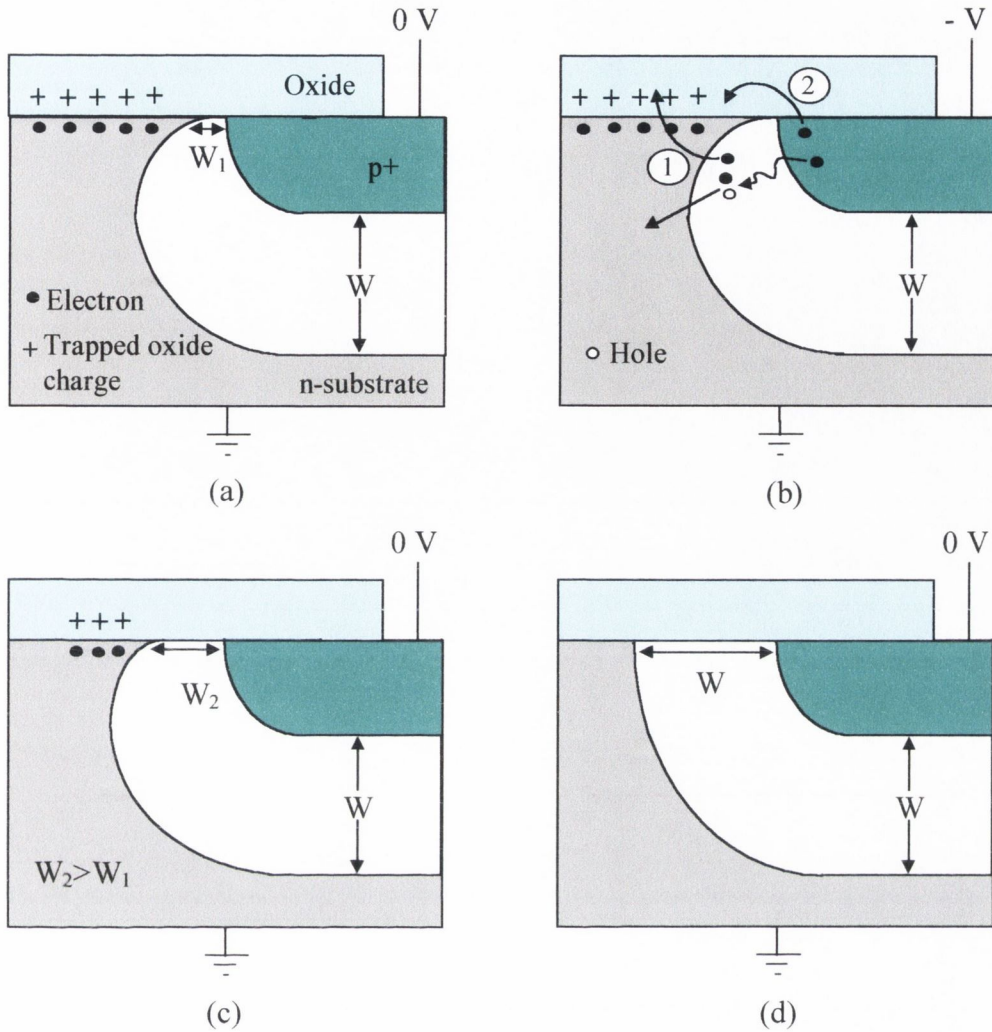 0 V
Oxide
+ + + + +
W₁
p+
W
Electron
+ Trapped oxide
charge
n-substrate
(a)
- V
+ + + + +
2
1
W
Hole
(b)
0 V
+++
W₂
W
W₂>W₁
(c)
0 V
W
W
(d)